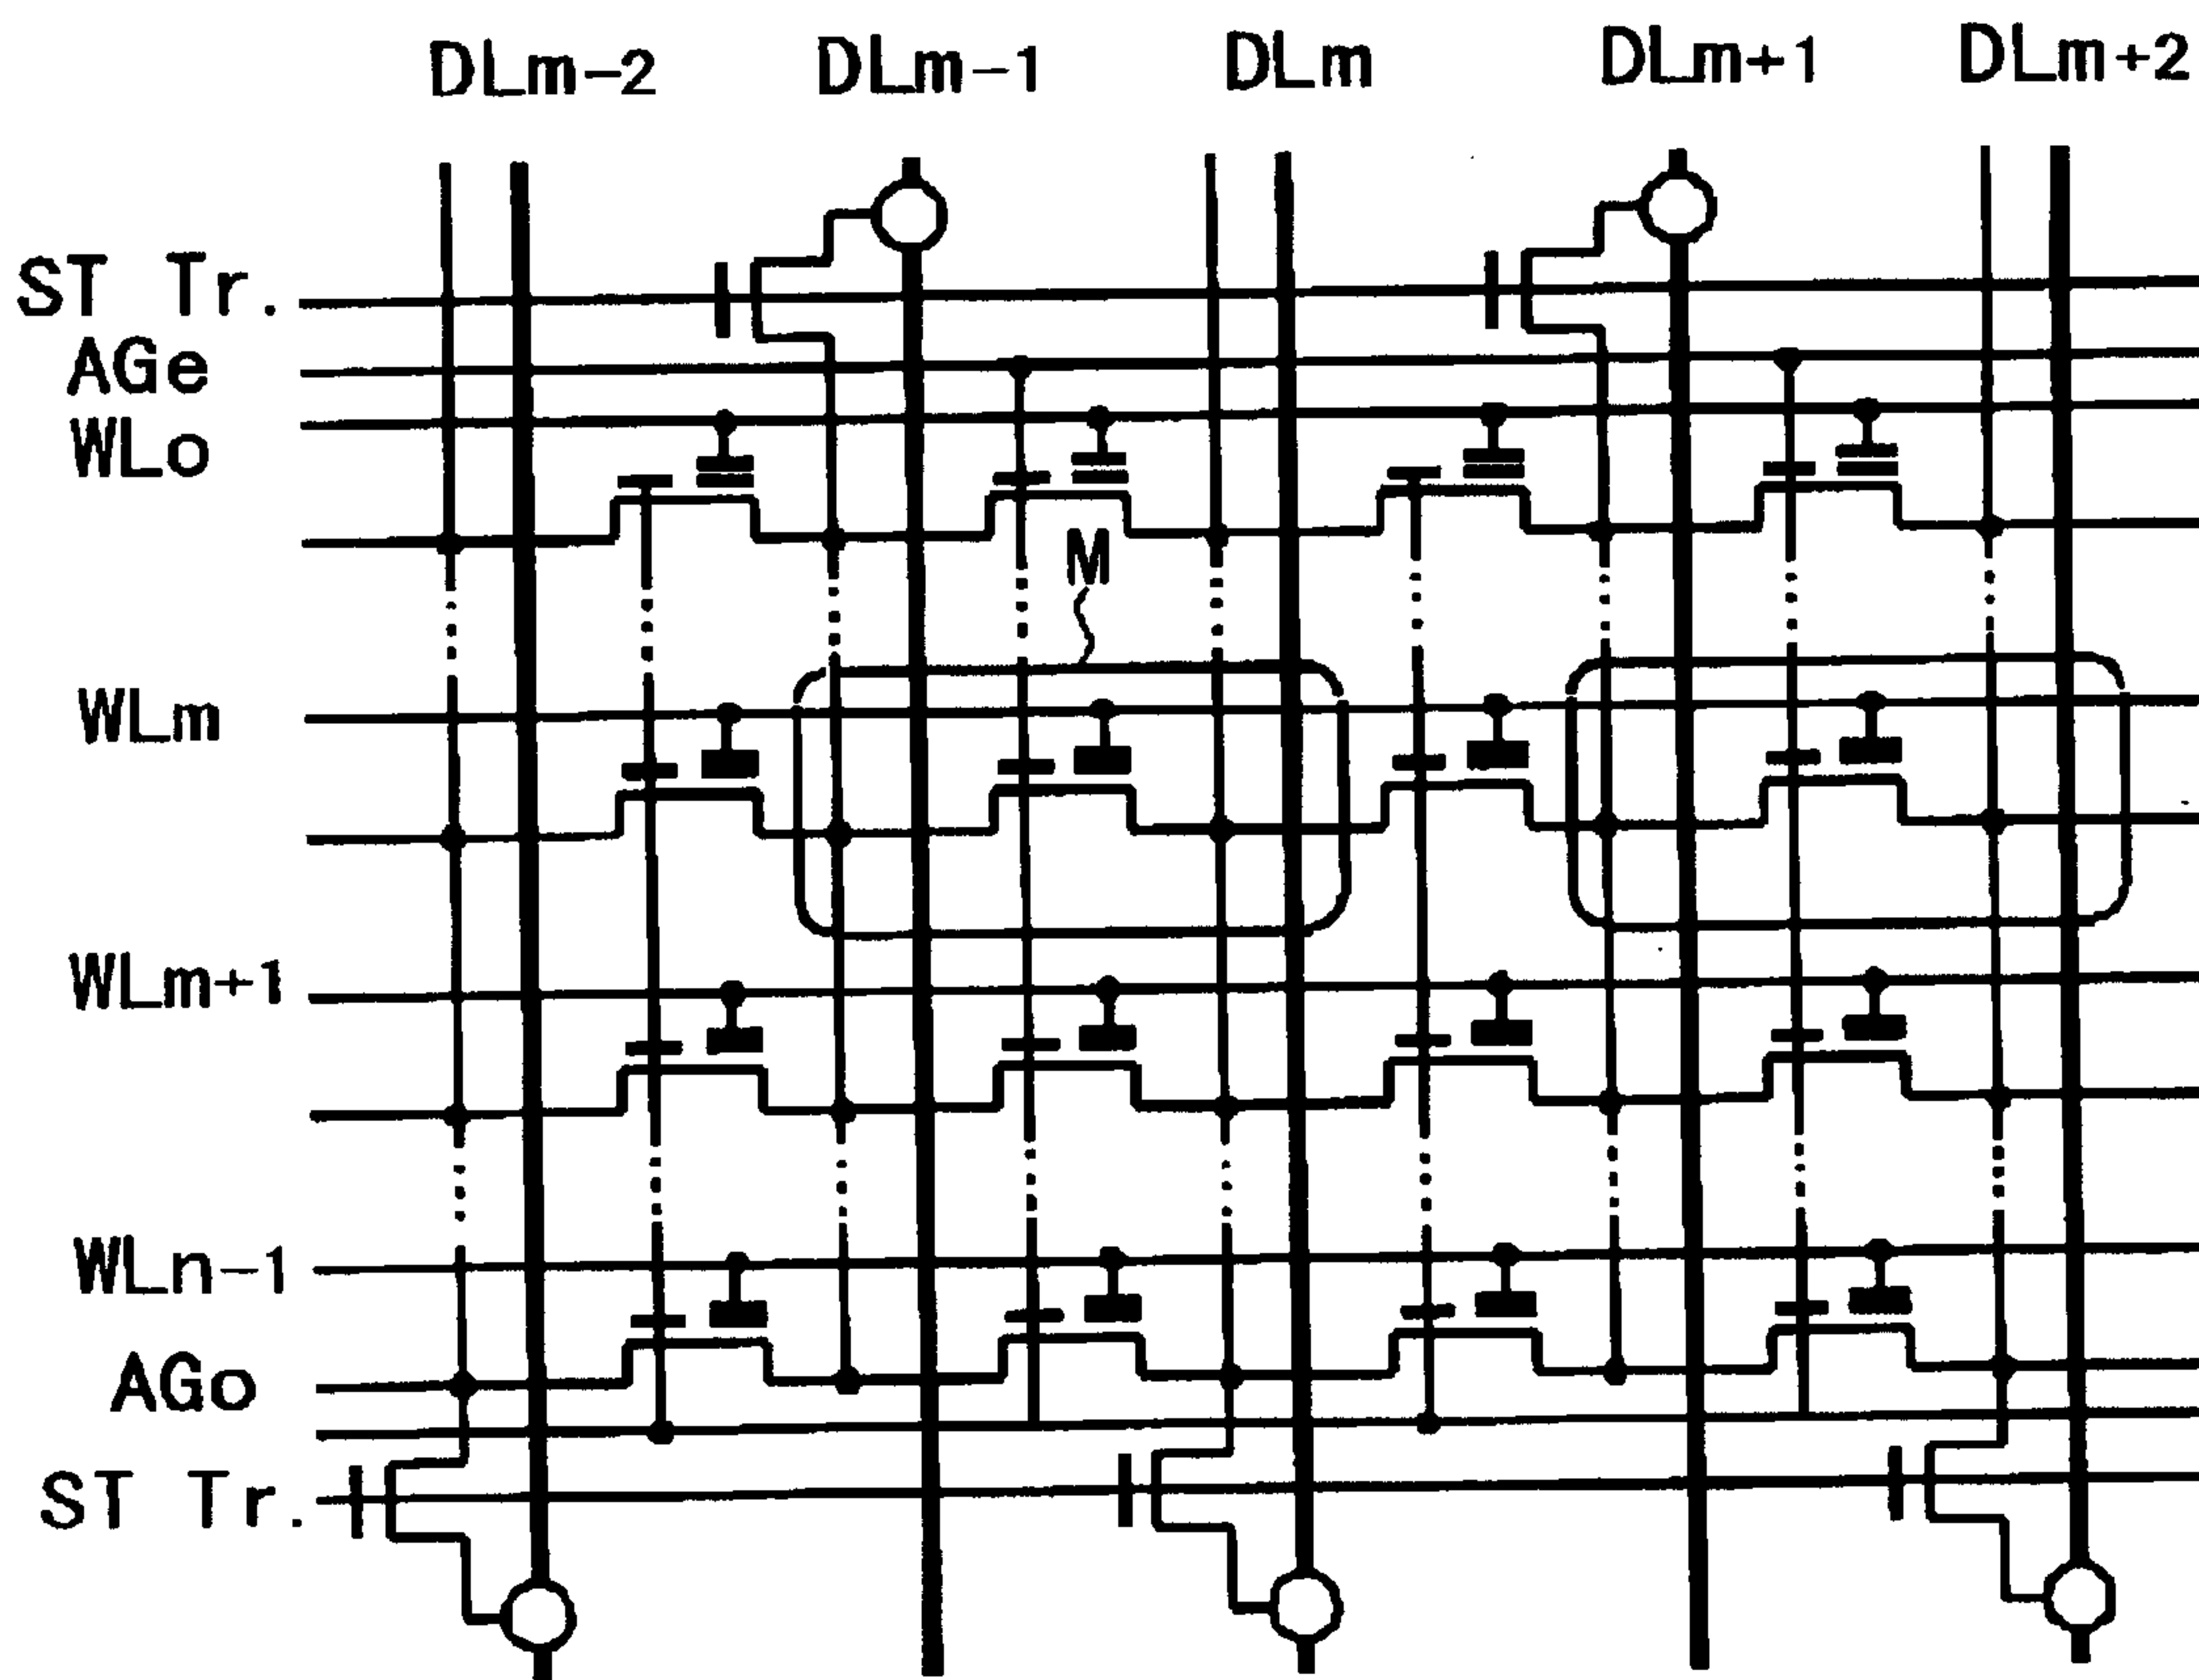 DLm-2 DLm-1 DLm DLm+1 DLm+2
ST Tr.
AGe
WLo
M
WLm
WLm+1
WLn-1
AGo
ST Tr.